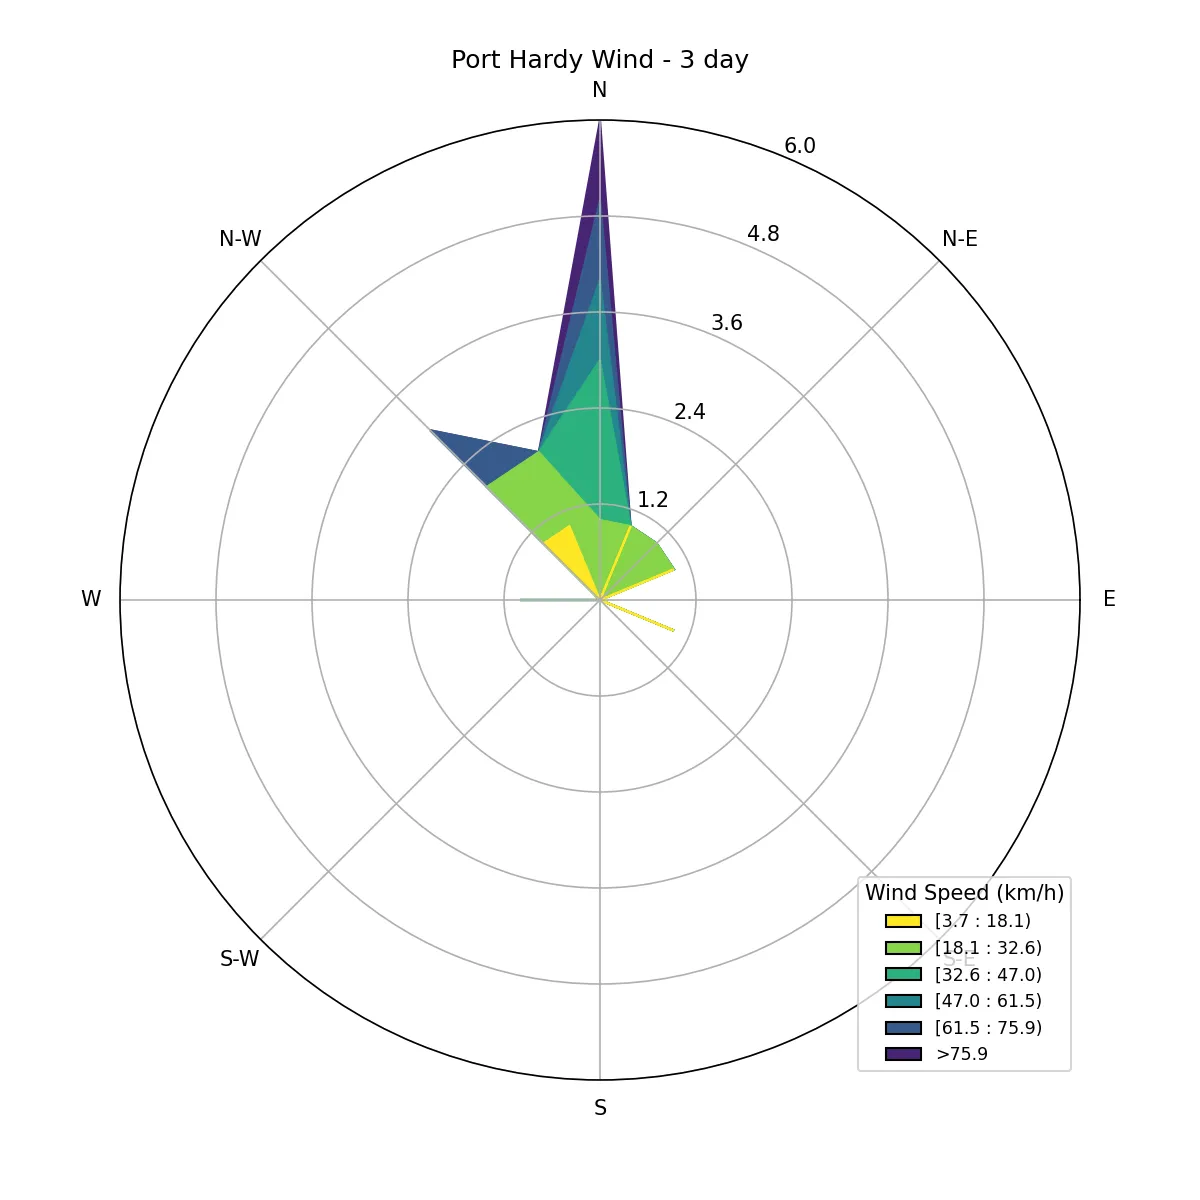 Port Hardy Wind - 3 day
N
6.0
N-W
4.8
N-E
3.6
2.4
1.2
W
E
Wind Speed (km/h)
[3.7 : 18.1)
[18.1 : 32.6)
S-W
S-E
[32.6 : 47.0)
[47.0 : 61.5)
[61.5 : 75.9)
>75.9
S